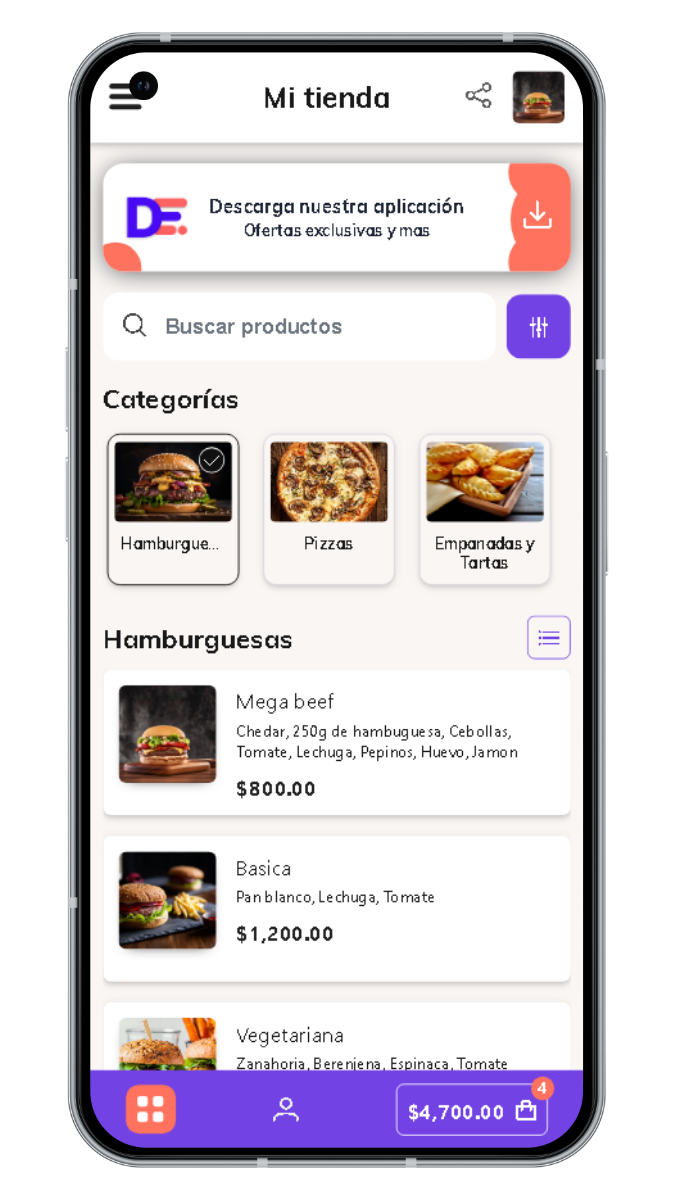 Mi tienda
DE.
Descarga nuestra aplicación
Ofertas exclusivas y mas
Buscar productos
Categorías
Hamburgue...
Pizzas
Empanadas y
Tartas
Hamburguesas
Mega beef
Chedar, 250g de hambuguesa, Cebollas,
Tomate, Lechuga, Pepinos, Huevo, Jamon
$800.00
Basica
Pan blanco, Lechuga, Tomate
$1,200.00
Vegetariana
Zanahoria, Berenjena, Espinaca, Tomate
4
$4,700.00